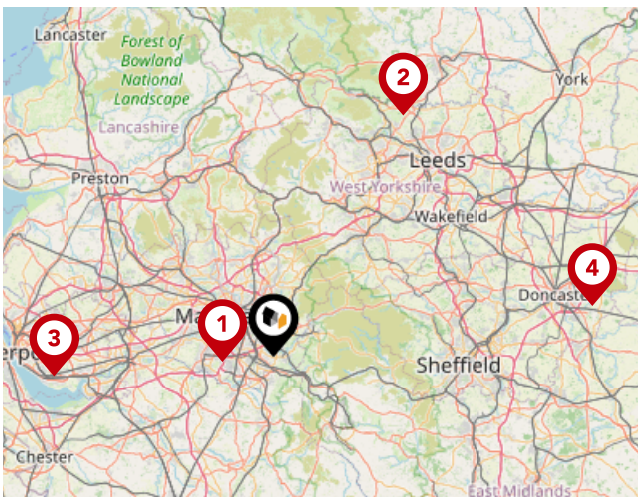 Lancaster
Forest of
Bowland
National
Landscape
2
York
Lancashire
Leeds
Preston
West Yorkshire
Wakefield
4
Doncaste
Ma
1
3
erpo
Sheffield
Chester
East Midlands